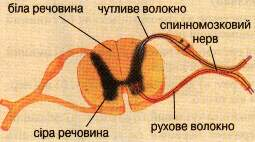 біла речовина
чутливе волокно
спинномозковий
нерв
сіра речовина
рухове волокно